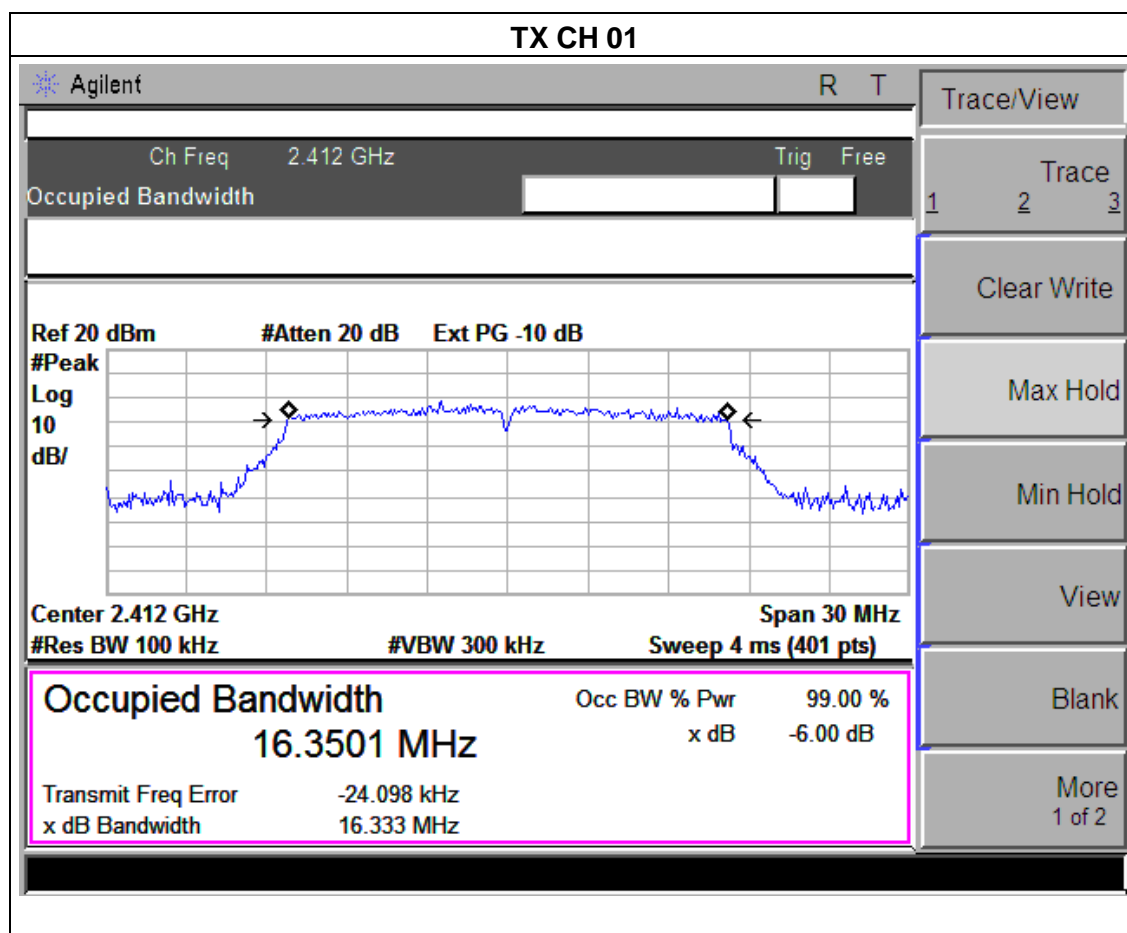 TX CH 01
Agilent R T
Trace/View
Ch Freq 2.412 GHz Trig Free
Occupied Bandwidth
Trace
1 2 3
Clear Write
Max Hold
Min Hold
View
Blank
More
1 of 2
Ref 20 dBm #Atten 20 dB Ext PG -10 dB
#Peak
Log
10
dB/
Center 2.412 GHz Span 30 MHz
#Res BW 100 kHz #VBW 300 kHz Sweep 4 ms (401 pts)
Occupied Bandwidth Occ BW % Pwr 99.00 %
16.3501 MHz x dB -6.00 dB
Transmit Freq Error -24.098 kHz
x dB Bandwidth 16.333 MHz